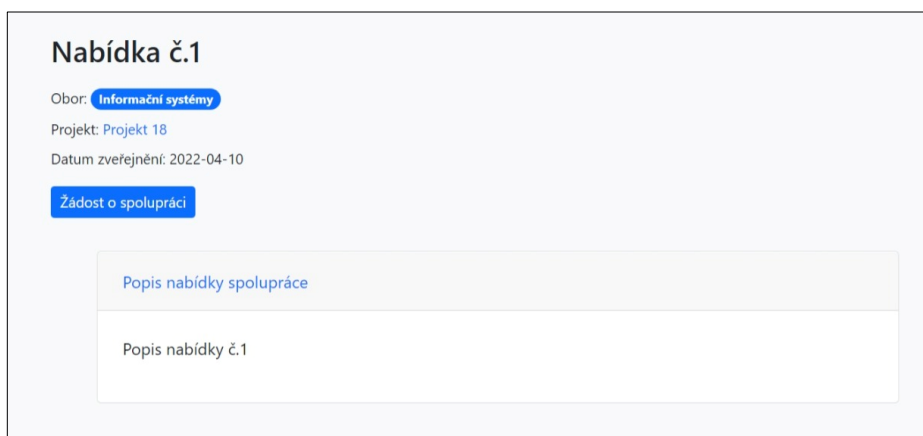 Nabídka č.1
Obor: Informační systémy
Projekt: Projekt 18
Datum zveřejnění: 2022-04-10
Žádost o spolupráci
Popis nabídky spolupráce
Popis nabídky č.1